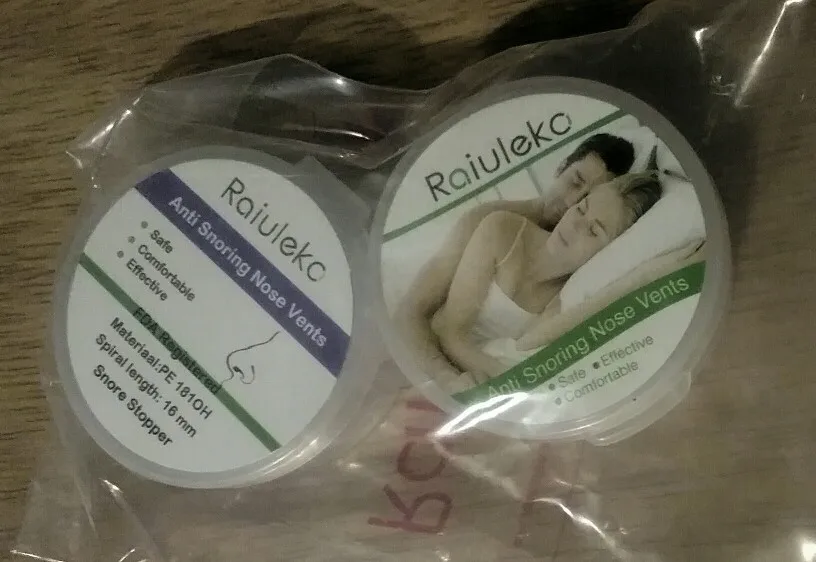 Raiuleko
Anti Snoring Nose Vents
Safe
Comfortable
Effective
FDA Registered
Materiaal:PE 181OH
Spiral length: 16 mm
Snore Stopper
Raiuleko
Anti Snoring Nose Vents
Safe Effective
Comfortable